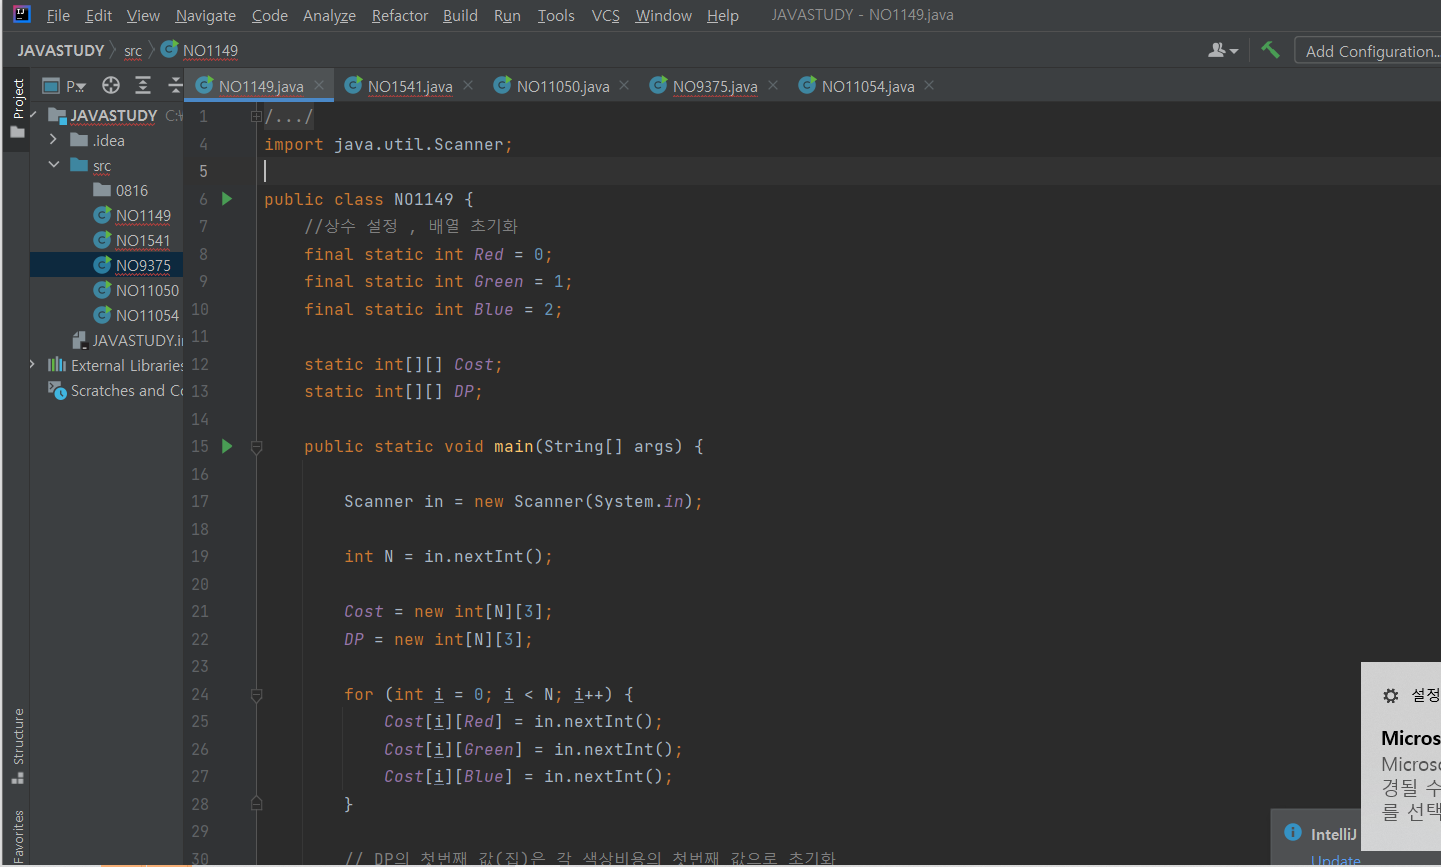 File Edit View Navigate Code Analyze Refactor Build Run Tools VCS Window Help JAVASTUDY - NO1149.java
JAVASTUDY src NO1149
Add Configuration...
Project
P...
NO1149.java NO1541.java NO11050.java NO9375.java NO11054.java
JAVASTUDY
.idea
src
0816
NO1149
NO1541
NO9375
NO11050
NO11054
External Libraries
Scratches and
Structure
Favorites
1 /.../
4 import java.util.Scanner;
5
6 public class NO1149 {
7 //상수 설정 , 배열 초기화
8 final static int Red = 0;
9 final static int Green = 1;
10 final static int Blue = 2;
11
12 static int[][] Cost;
13 static int[][] DP;
14
15 public static void main(String[] args) {
16
17 Scanner in = new Scanner(System.in);
18
19 int N = in.nextInt();
20
21 Cost = new int[N][3];
22 DP = new int[N][3];
23
24 for (int i = 0; i < N; i++) {
25 Cost[i][Red] = in.nextInt();
26 Cost[i][Green] = in.nextInt();
27 Cost[i][Blue] = in.nextInt();
28 }
29
30 // DP의 첫번째 값(집)은 각 색상비용의 첫번째 값으로 초기화
설정
Micros
Microso
경될 수
를 선택
IntelliJ
Update